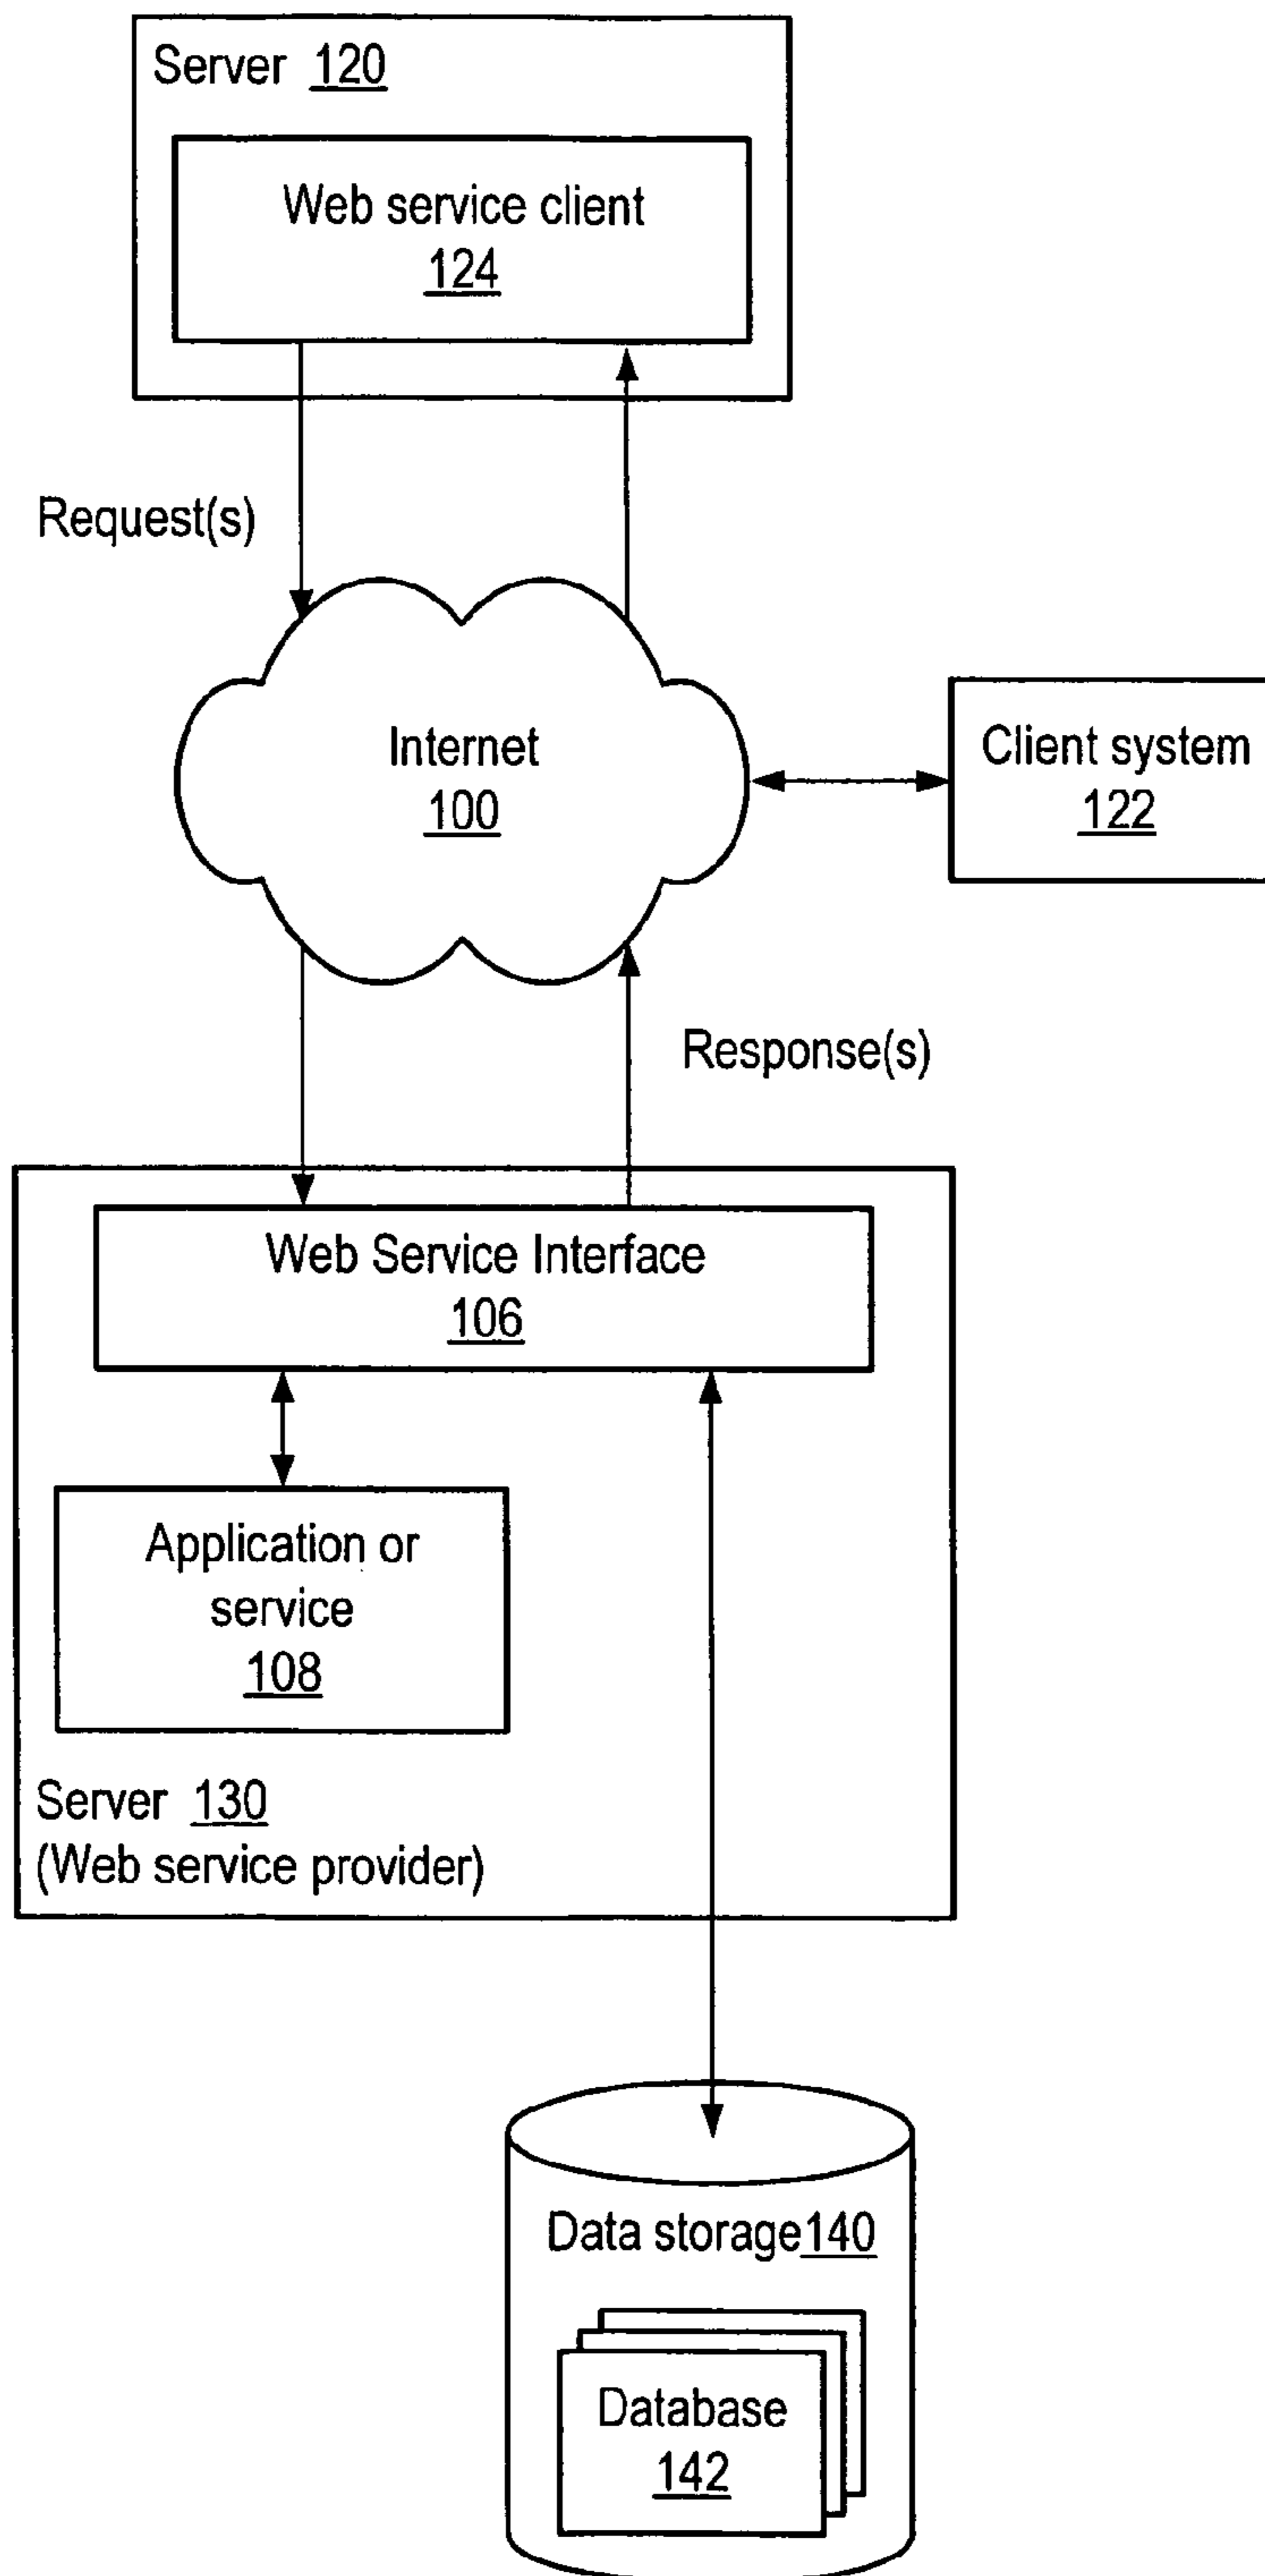 Server 120
Web service client
124
Request(s)
Internet
100
Client system
122
Response(s)
Web Service Interface
106
Application or
service
108
Server 130
(Web service provider)
Data storage140
Database
142